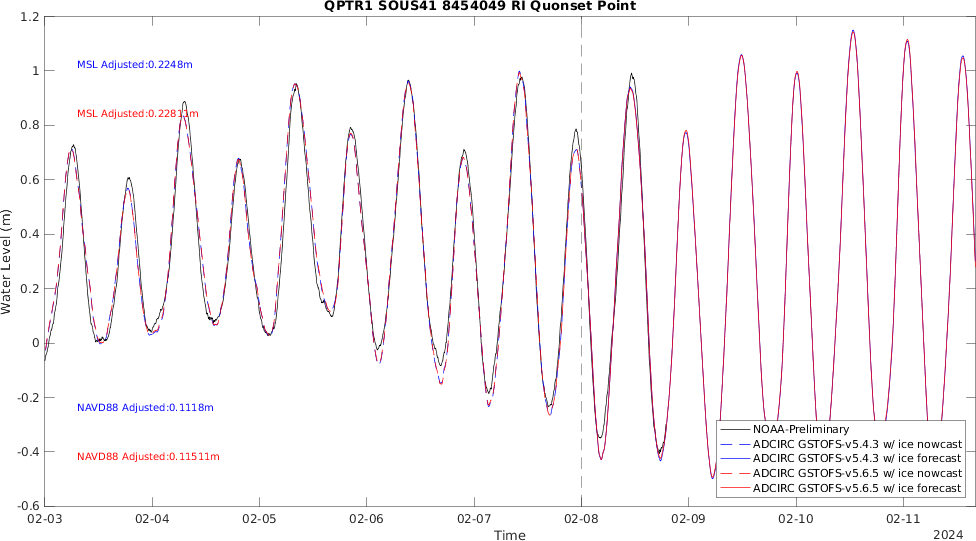 QPTR1 SOUS41 8454049 RI Quonset Point
1.2
1
0.8
0.6
0.4
0.2
0
-0.2
-0.4
-0.6
Water Level (m)
MSL Adjusted:0.2248m
MSL Adjusted:0.22811m
NAVD88 Adjusted:0.1118m
NAVD88 Adjusted:0.11511m
NOAA-Preliminary
ADCIRC GSTOFS-v5.4.3 w/ ice nowcast
ADCIRC GSTOFS-v5.4.3 w/ ice forecast
ADCIRC GSTOFS-v5.6.5 w/ ice nowcast
ADCIRC GSTOFS-v5.6.5 w/ ice forecast
02-03 02-04 02-05 02-06 02-07 02-08 02-09 02-10 02-11
Time
2024